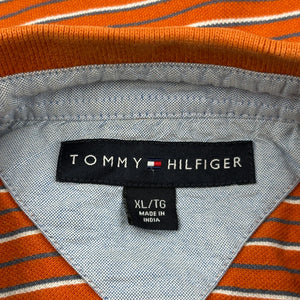 TOMMY HILFIGER
XL/TG
MADE IN
INDIA